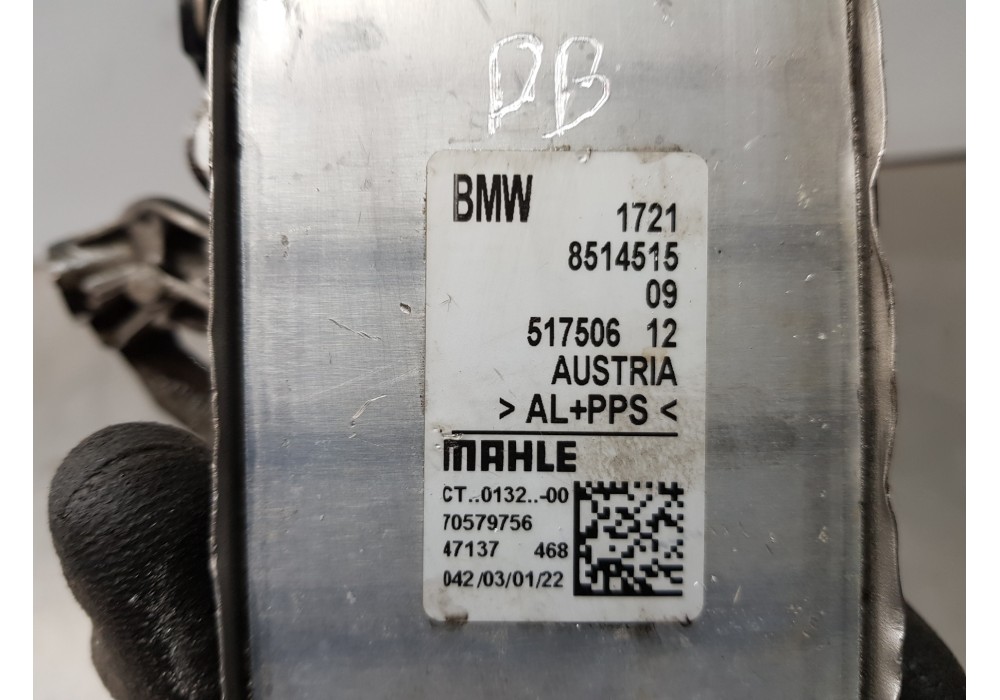 PB
BMW 1721
8514515
09
517506 12
AUSTRIA
> AL+PPS <
MAHLE
CT..0132..-00
70579756
47137 468
042/03/01/22